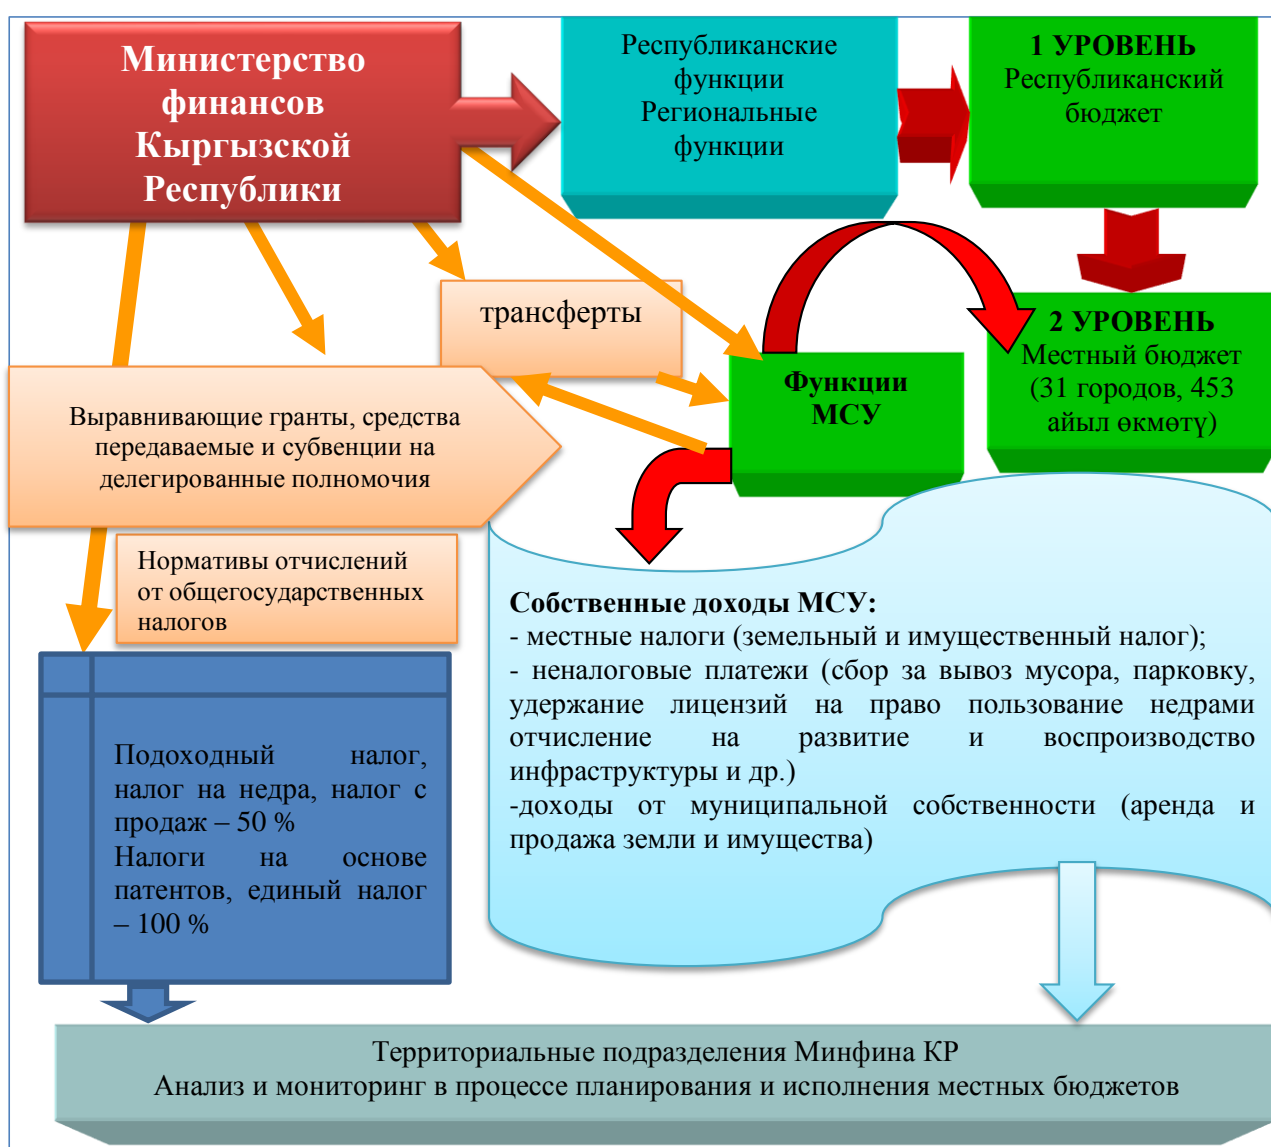 Министерство
финансов
Кыргызской
Республики
Республиканские
функции
Региональные
функции
1 УРОВЕНЬ
Республиканский
бюджет
трансферты
Функции
МСУ
2 УРОВЕНЬ
Местный бюджет
(31 городов, 453
айыл өкмөтү)
Выравнивающие гранты, средства
передаваемые и субвенции на
делегированные полномочия
Нормативы отчислений
от общегосударственных
налогов
Собственные доходы МСУ:
- местные налоги (земельный и имущественный налог);
- неналоговые платежи (сбор за вывоз мусора, парковку,
удержание лицензий на право пользование недрами
отчисление на развитие и воспроизводство
инфраструктуры и др.)
-доходы от муниципальной собственности (аренда и
продажа земли и имущества)
Подоходный налог,
налог на недра, налог с
продаж – 50 %
Налоги на основе
патентов, единый налог
– 100 %
Территориальные подразделения Минфина КР
Анализ и мониторинг в процессе планирования и исполнения местных бюджетов